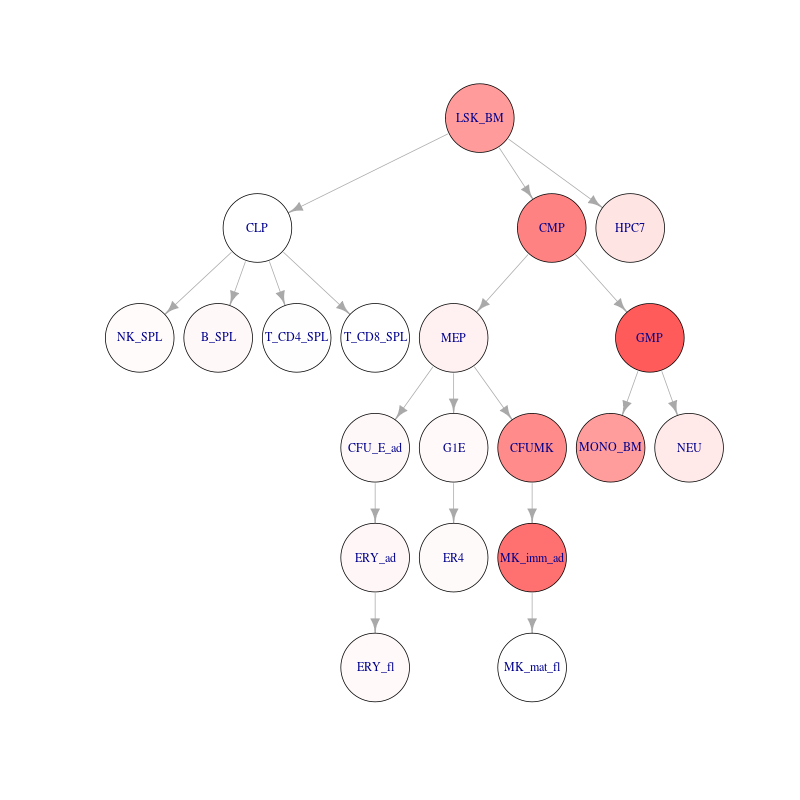 LSK_BM
CLP
CMP
HPC7
NK_SPL
B_SPL
T_CD4_SPL
T_CD8_SPL
MEP
GMP
CFU_E_ad
G1E
CFUMK
MONO_BM
NEU
ERY_ad
ER4
MK_imm_ad
ERY_fl
MK_mat_fl